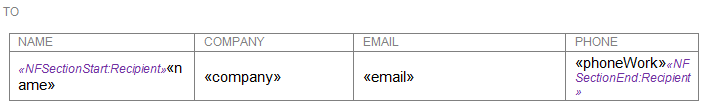 TO
NAME COMPANY EMAIL PHONE
«NFSectionStart:Recipient»«n
ame»
«company»
«email»
«phoneWork»«NF
SectionEnd:Recipient
»